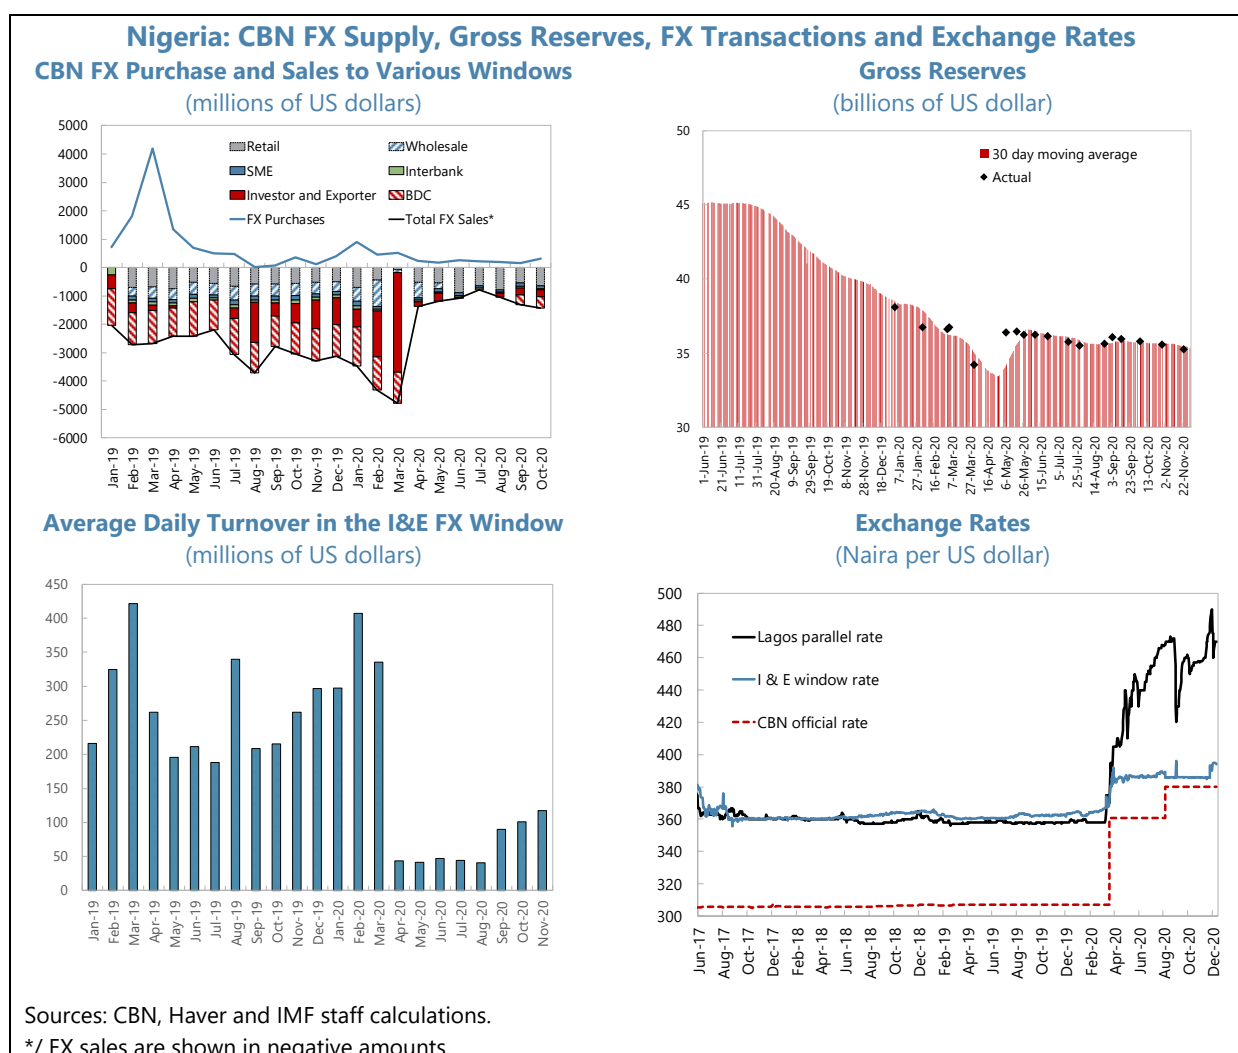 Nigeria: CBN FX Supply, Gross Reserves, FX Transactions and Exchange Rates
CBN FX Purchase and Sales to Various Windows
(millions of US dollars)
5000
4000
3000
2000
1000
0
-1000
-2000
-3000
-4000
-5000
-6000
Retail
Wholesale
SME
Interbank
Investor and Exporter
BDC
FX Purchases
Total FX Sales*
Jan-19
Feb-19
Mar-19
Apr-19
May-19
Jun-19
Jul-19
Aug-19
Sep-19
Oct-19
Nov-19
Dec-19
Jan-20
Feb-20
Mar-20
Apr-20
May-20
Jun-20
Jul-20
Aug-20
Sep-20
Oct-20
Gross Reserves
(billions of US dollar)
50
45
40
35
30
30 day moving average
Actual
1-Jun-19
21-Jun-19
11-Jul-19
31-Jul-19
20-Aug-19
9-Sep-19
29-Sep-19
19-Oct-19
8-Nov-19
28-Nov-19
18-Dec-19
7-Jan-20
27-Jan-20
16-Feb-20
7-Mar-20
27-Mar-20
16-Apr-20
6-May-20
26-May-20
15-Jun-20
5-Jul-20
25-Jul-20
14-Aug-20
3-Sep-20
23-Sep-20
13-Oct-20
2-Nov-20
22-Nov-20
Average Daily Turnover in the I&E FX Window
(millions of US dollars)
450
400
350
300
250
200
150
100
50
0
Jan-19
Feb-19
Mar-19
Apr-19
May-19
Jun-19
Jul-19
Aug-19
Sep-19
Oct-19
Nov-19
Dec-19
Jan-20
Feb-20
Mar-20
Apr-20
May-20
Jun-20
Jul-20
Aug-20
Sep-20
Oct-20
Nov-20
Exchange Rates
(Naira per US dollar)
500
480
460
440
420
400
380
360
340
320
300
Lagos parallel rate
I & E window rate
CBN official rate
Jun-17
Aug-17
Oct-17
Dec-17
Feb-18
Apr-18
Jun-18
Aug-18
Oct-18
Dec-18
Feb-19
Apr-19
Jun-19
Aug-19
Oct-19
Dec-19
Feb-20
Apr-20
Jun-20
Aug-20
Oct-20
Dec-20
Sources: CBN, Haver and IMF staff calculations.
*/ FX sales are shown in negative amounts.